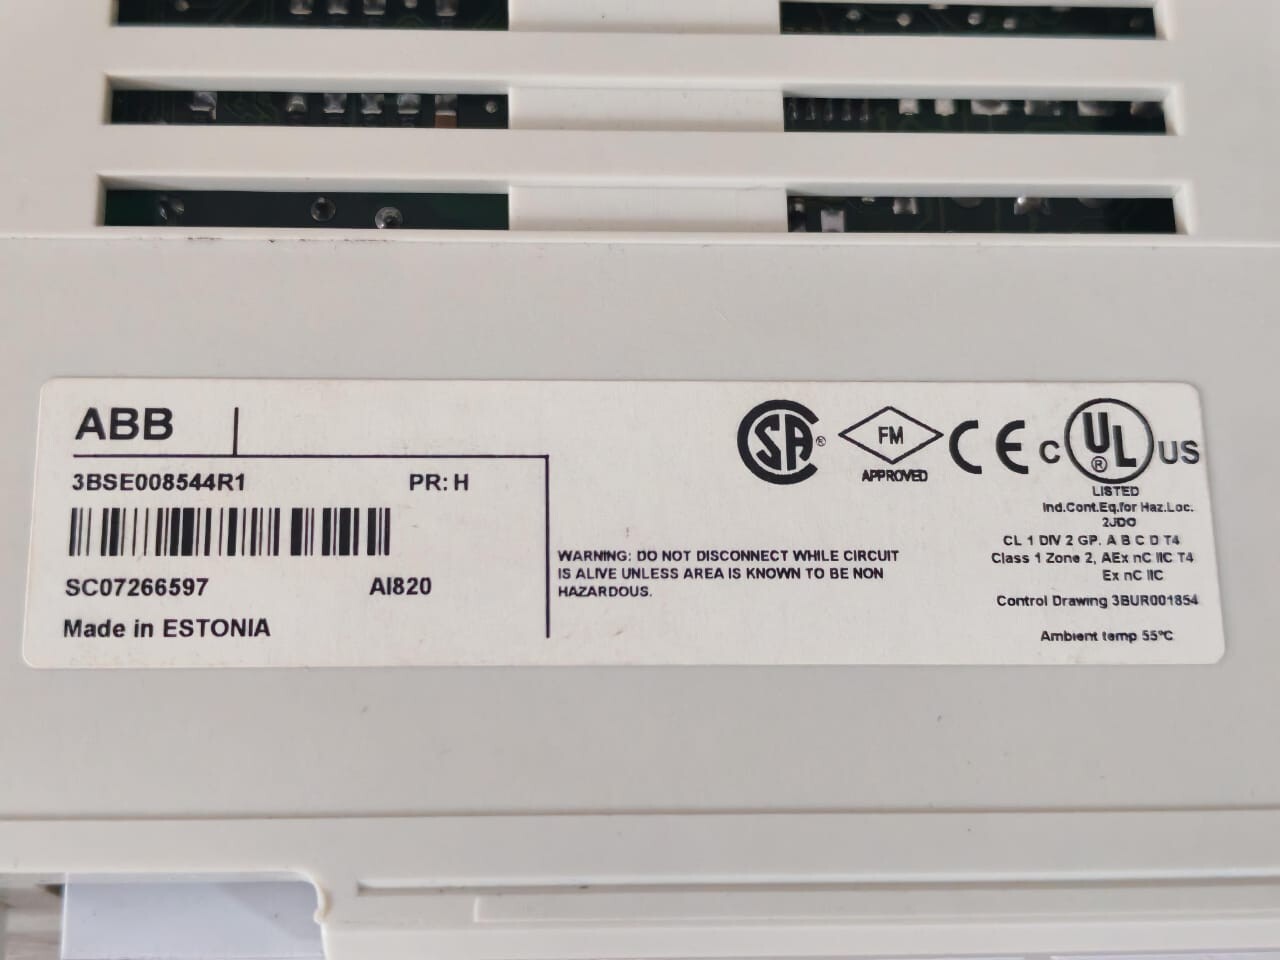 ABB
3BSE008544R1 PR: H
SC07266597 AI820
Made in ESTONIA
WARNING: DO NOT DISCONNECT WHILE CIRCUIT
IS ALIVE UNLESS AREA IS KNOWN TO BE NON
HAZARDOUS.
SA ® FM CE C UL ® US
APPROVED
LISTED
Ind.Cont.Eq.for Haz.Loc.
2JDO
CL 1 DIV 2 GP. A B C D T4
Class 1 Zone 2, AEx nC IIC T4
Ex nC IIC
Control Drawing 3BUR001854
Ambient temp 55°C